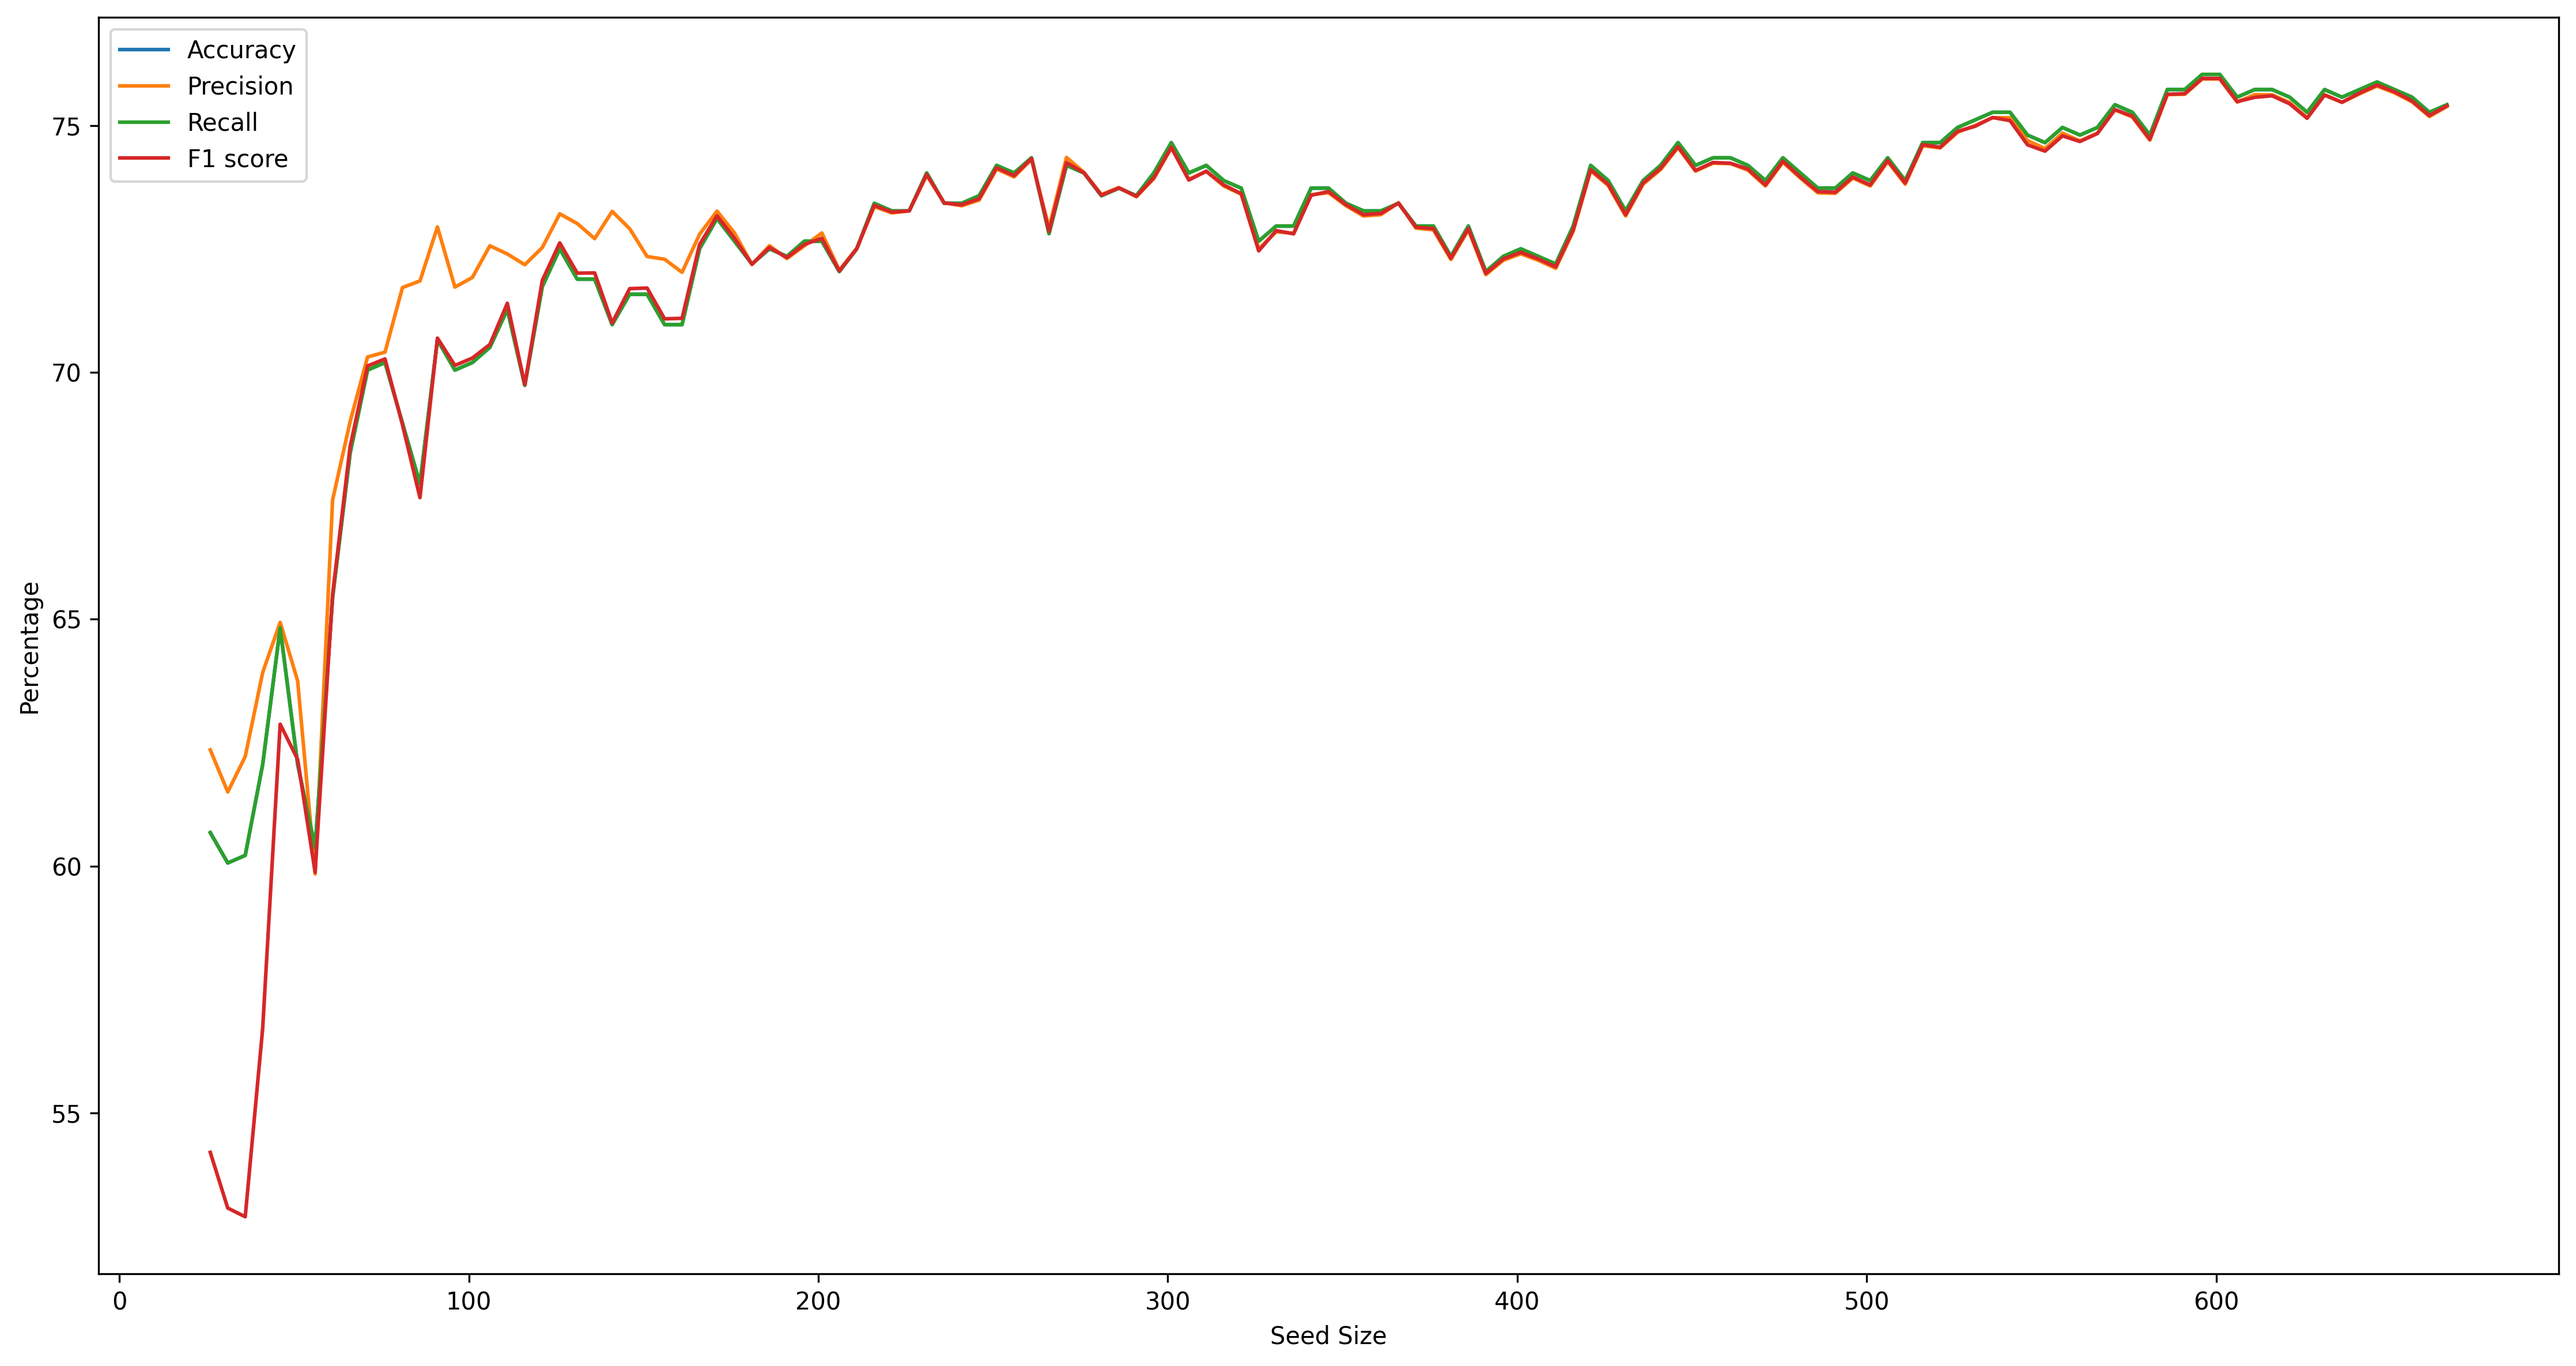 Accuracy
Precision
Recall
F1 score
75
70
65
60
55
Percentage
0 100 200 300 400 500 600
Seed Size